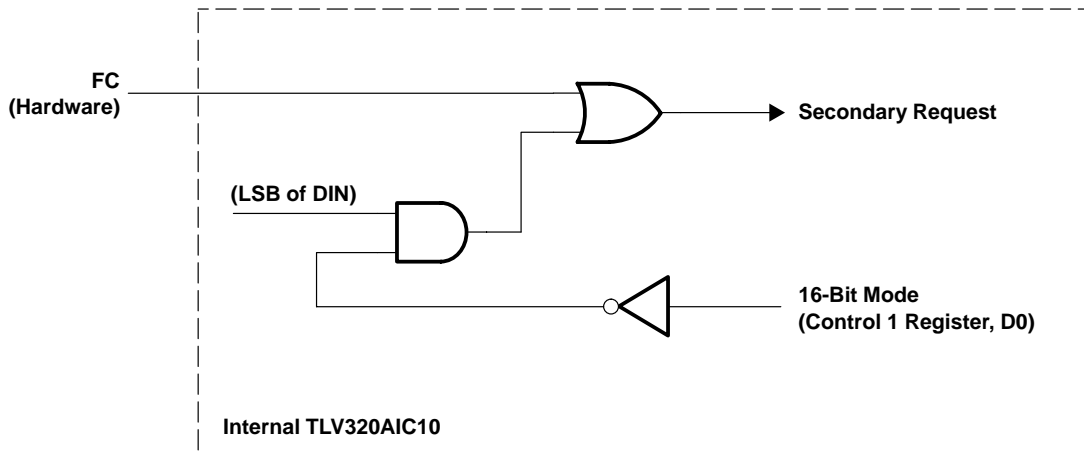 FC
(Hardware)
Secondary Request
(LSB of DIN)
16-Bit Mode
(Control 1 Register, D0)
Internal TLV320AIC10